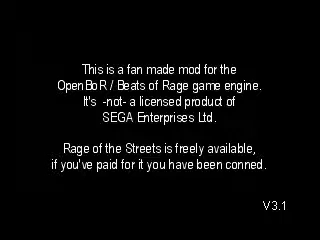 This is a fan made mod for the
OpenBoR / Beats of Rage game engine.
It's -not- a licensed product of
SEGA Enterprises Ltd.
Rage of the Streets is freely available,
if you've paid for it you have been conned.
V3.1